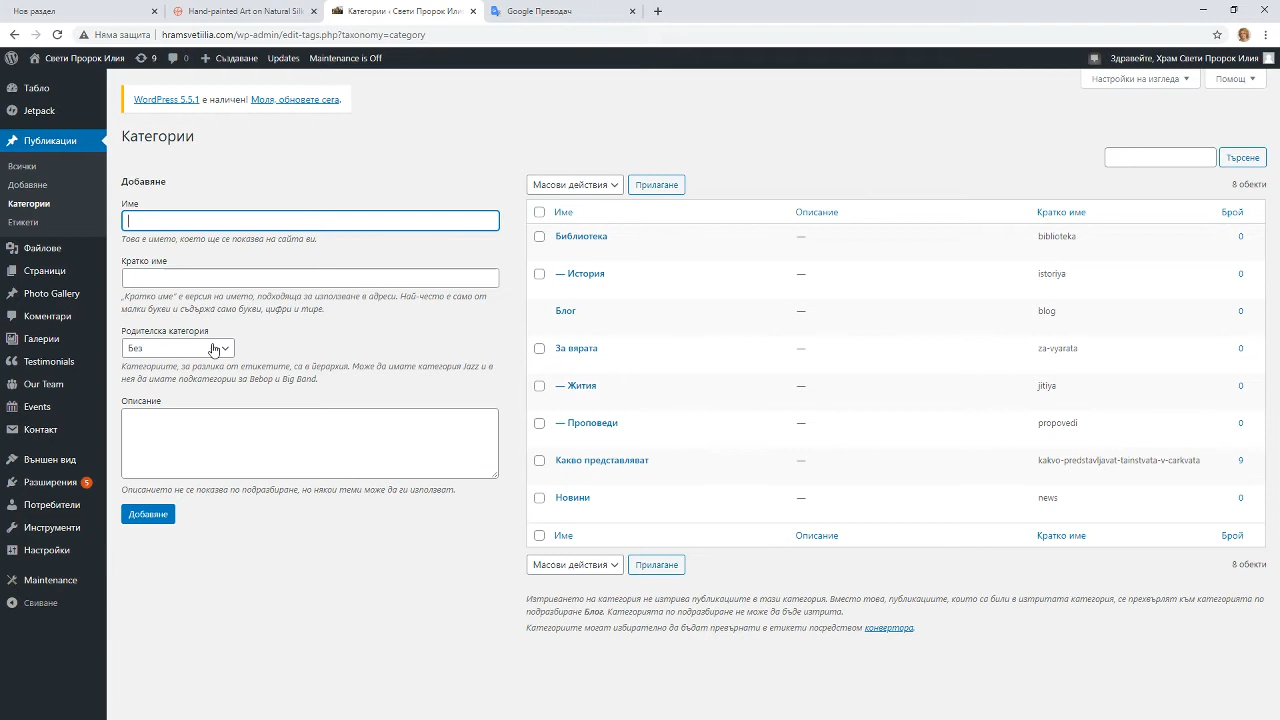 Нов раздел
Hand-painted Art on Natural Silk
Категории ‹ Свети Пророк Или
Google Преводач
Няма защита | hramsvetiilia.com/wp-admin/edit-tags.php?taxonomy=category
Свети Пророк Илия 9 0 Създаване Updates Maintenance is Off Здравейте, Храм Свети Пророк Илия
Настройки на изгледа Помощ
WordPress 5.5.1 е наличен! Моля, обновете сега.
Табло
Jetpack
Публикации
Всички
Добавяне
Категории
Етикети
Файлове
Страници
Photo Gallery
Коментари
Галерии
Testimonials
Our Team
Events
Контакт
Външен вид
Разширения 5
Потребители
Инструменти
Настройки
Maintenance
Свиване
Категории
Добавяне
Име
Това е името, което ще се показва на сайта ви.
Кратко име
„Кратко име“ е версия на името, подходяща за използване в адреси. Най-често е само от
малки букви и съдържа само букви, цифри и тире.
Родителска категория
Без
Категориите, за разлика от етикетите, са в йерархия. Може да имате категория Jazz и в
нея да имате подкатегории за Bebop и Big Band.
Описание
Описанието не се показва по подразбиране, но някои теми може да ги използват.
Добавяне
Търсене
Масови действия Прилагане 8 обекти
Име Описание Кратко име Брой
Библиотека — biblioteka 0
— История — istoriya 0
Блог — blog 0
За вярата — za-vyarata 0
— Жития — jitiya 0
— Проповеди — propovedi 0
Какво представляват — kakvo-predstavljavat-tainstvata-v-carkvata 9
Новини — news 0
Име Описание Кратко име Брой
Масови действия Прилагане 8 обекти
Изтриването на категория не изтрива публикациите в тази категория. Вместо това, публикациите, които са били в изтритата категория, се прехвърлят към категорията по
подразбиране Блог. Категорията по подразбиране не може да бъде изтрита.
Категориите могат избирателно да бъдат превърнати в етикети посредством конвертора.